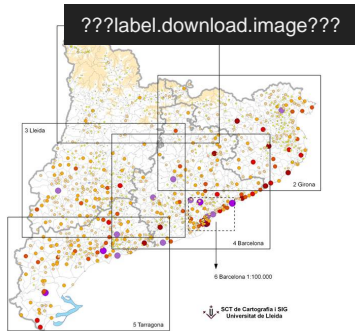 ???label.download.image???
3 Lleida
2 Girona
4 Barcelona
6 Barcelona 1:100.000
SCT de Cartografia i SIG
Universitat de Lleida
5 Tarragona